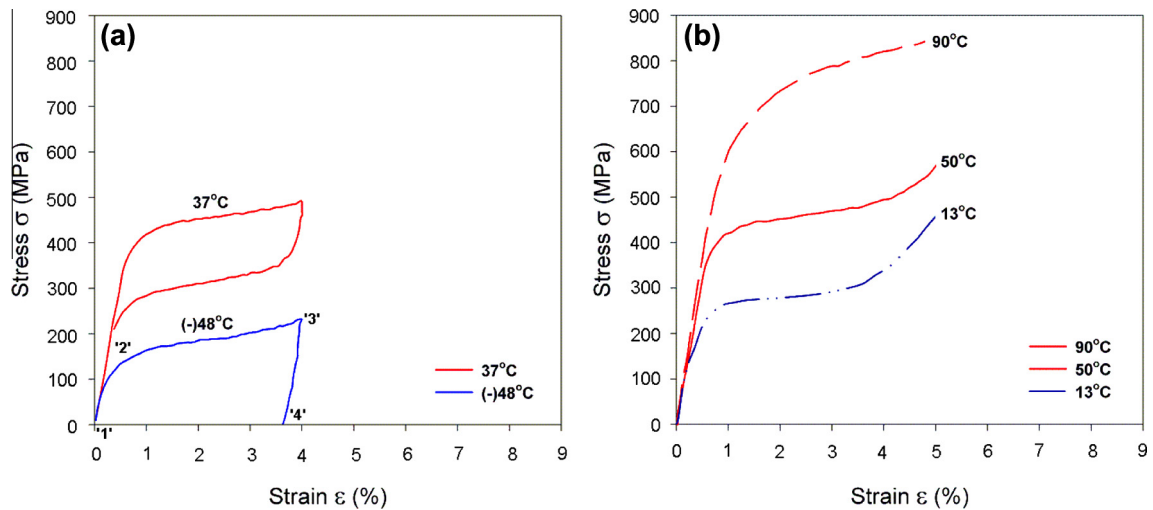 (a)
900
800
700
600
500
400
300
200
100
0
Stress σ (MPa)
37°C
(-)48°C
'1'
'2'
'3'
'4'
37°C
(-)48°C
0 1 2 3 4 5 6 7 8 9
Strain ε (%)
(b)
900
800
700
600
500
400
300
200
100
0
Stress σ (MPa)
90°C
50°C
13°C
90°C
50°C
13°C
0 1 2 3 4 5 6 7 8 9
Strain ε (%)